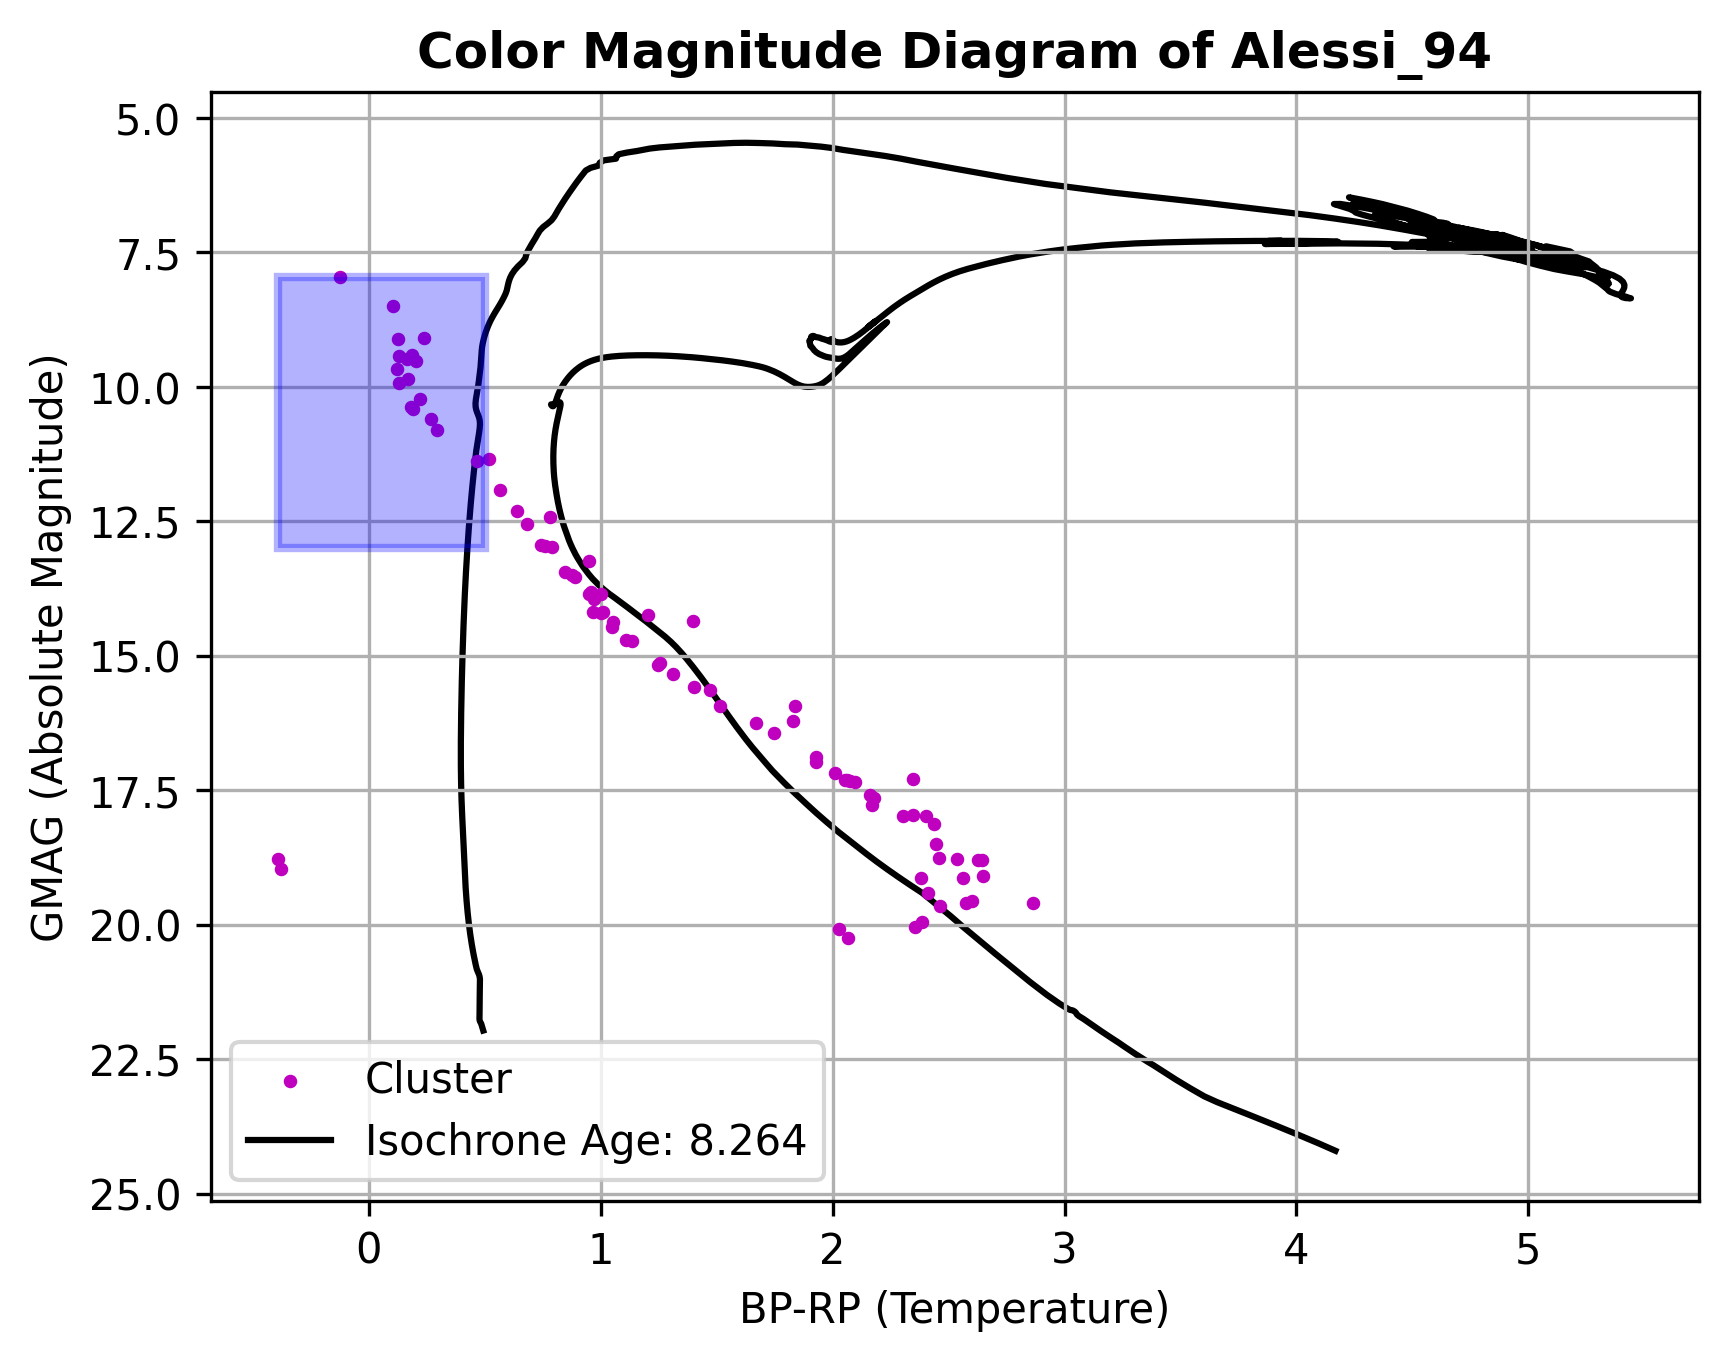 Color Magnitude Diagram of Alessi_94
GMAG (Absolute Magnitude)
5.0
7.5
10.0
12.5
15.0
17.5
20.0
22.5
25.0
Cluster
Isochrone Age: 8.264
0 1 2 3 4 5
BP-RP (Temperature)